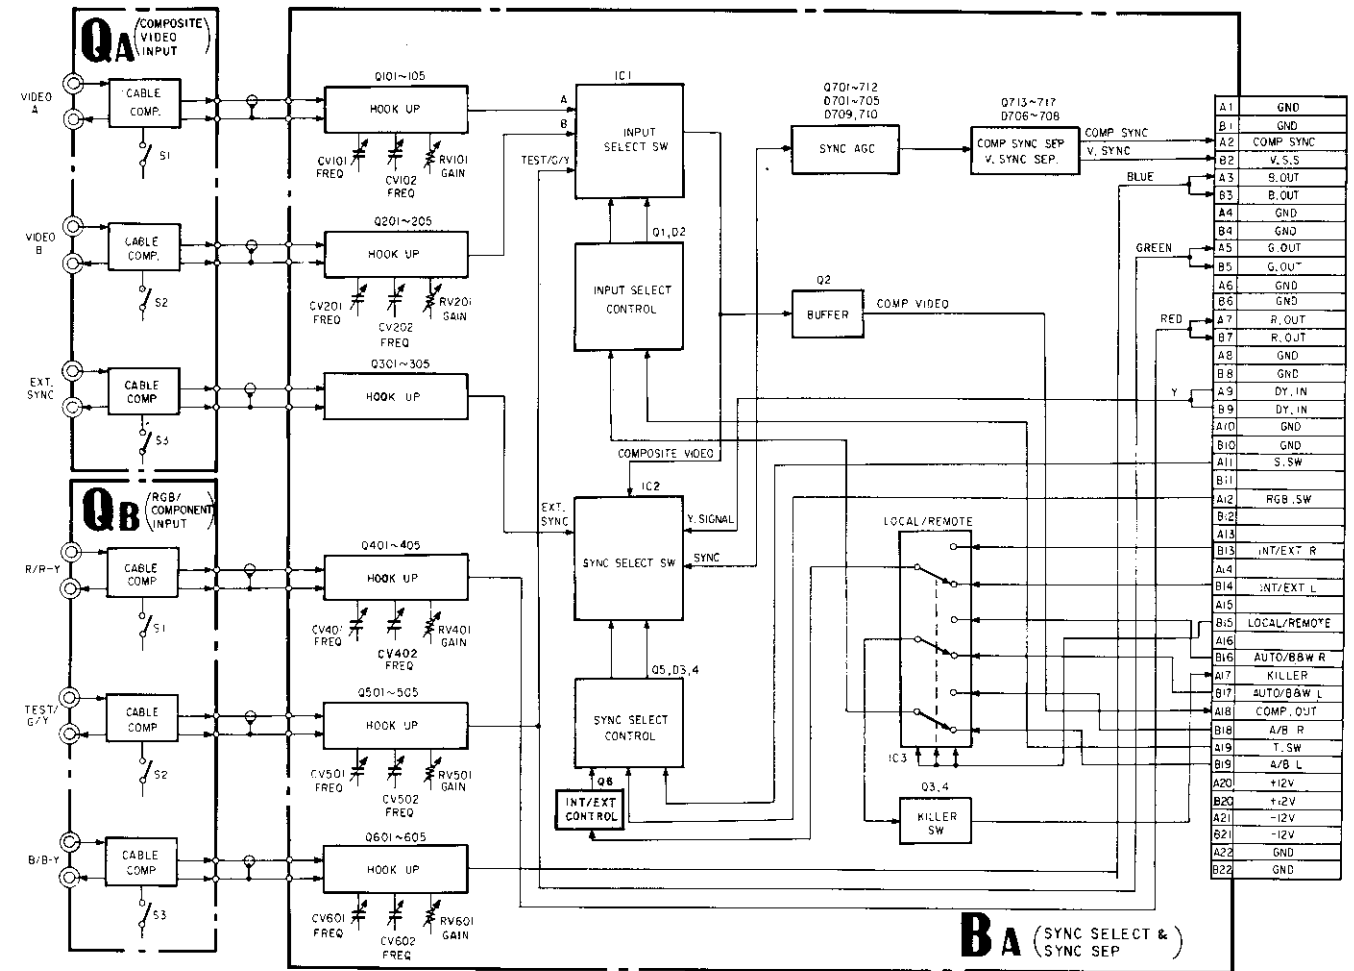 QA (COMPOSITE VIDEO INPUT)
VIDEO A
CABLE COMP.
S1
VIDEO B
CABLE COMP.
S2
EXT. SYNC
CABLE COMP
S3
QB (RGB/ COMPONENT INPUT)
R/R-Y
CABLE COMP
S1
TEST/ G/Y
CABLE COMP
S2
B/B-Y
CABLE COMP
S3
Q101~105
HOOK UP
CV101 FREQ
CV102 FREQ
RV101 GAIN
Q201~205
HOOK UP
CV201 FREQ
CV202 FREQ
RV201 GAIN
Q301~305
HOOK UP
Q401~405
HOOK UP
CV401 FREQ
CV402 FREQ
RV401 GAIN
Q501~505
HOOK UP
CV501 FREQ
CV502 FREQ
RV501 GAIN
Q601~605
HOOK UP
CV601 FREQ
CV602 FREQ
RV601 GAIN
IC1
A
B
TEST/G/Y
INPUT SELECT SW
Q1,D2
INPUT SELECT CONTROL
COMPOSITE VIDEO
IC2
EXT. SYNC
SYNC SELECT SW
Y.SIGNAL
SYNC
Q5,D3,4
SYNC SELECT CONTROL
Q6
INT/EXT CONTROL
Q701~712
D701~705
D709,710
SYNC AGC
Q713~717
D706~708
COMP SYNC SEP
V. SYNC SEP.
COMP SYNC
V. SYNC
Q2
BUFFER
COMP VIDEO
BLUE
GREEN
RED
Y
LOCAL/REMOTE
IC3
Q3,4
KILLER SW
A1 GND
B1 GND
A2 COMP SYNC
B2 V.S.S
A3 B.OUT
B3 B.OUT
A4 GND
B4 GND
A5 G.OUT
B5 G.OUT
A6 GND
B6 GND
A7 R.OUT
B7 R.OUT
A8 GND
B8 GND
A9 DY.IN
B9 DY.IN
A10 GND
B10 GND
A11 S.SW
B11
A12 RGB.SW
B12
A13
B13 INT/EXT R
A14
B14 INT/EXT L
A15
B15 LOCAL/REMOTE
A16
B16 AUTO/B&W R
A17 KILLER
B17 AUTO/B&W L
A18 COMP.OUT
B18 A/B R
A19 T.SW
B19 A/B L
A20 +12V
B20 +12V
A21 -12V
B21 -12V
A22 GND
B22 GND
BA (SYNC SELECT & SYNC SEP)